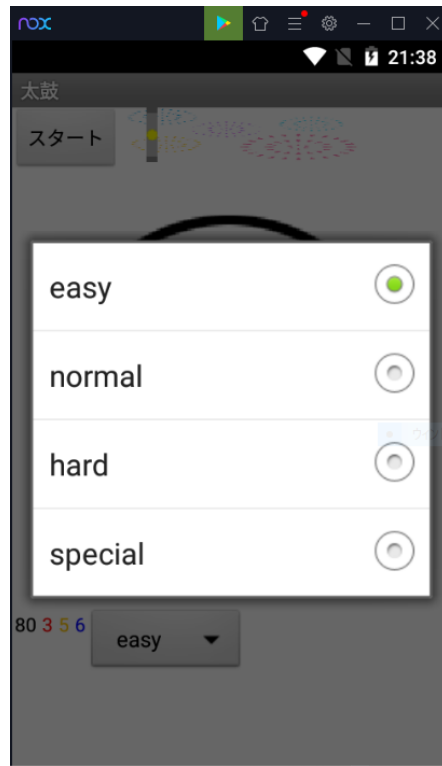 nox
21:38
太鼓
スタート
easy
normal
hard
special
80 3 5 6
easy